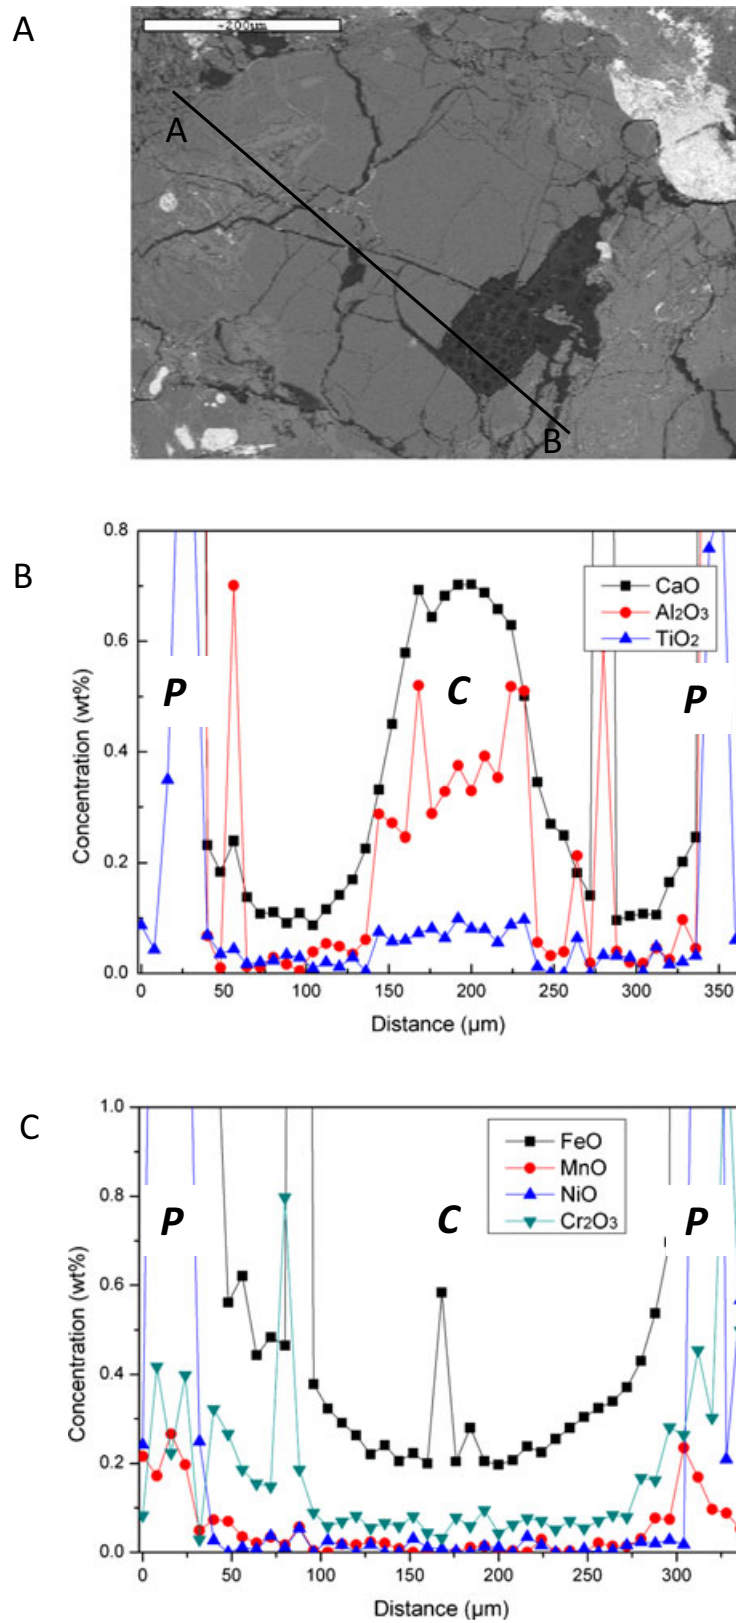 A
~200um
A
B
B
0.8
0.6
0.4
0.2
0.0
Concentration (wt%)
P
C
P
CaO
Al₂O₃
TiO₂
0 50 100 150 200 250 300 350
Distance (µm)
C
1.0
0.8
0.6
0.4
0.2
0.0
Concentration (wt%)
P
C
P
FeO
MnO
NiO
Cr₂O₃
0 50 100 150 200 250 300
Distance (µm)